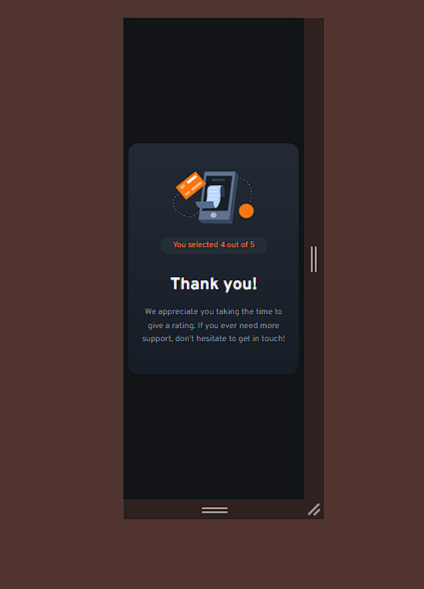 You selected 4 out of 5
Thank you!
We appreciate you taking the time to
give a rating. If you ever need more
support, don't hesitate to get in touch!